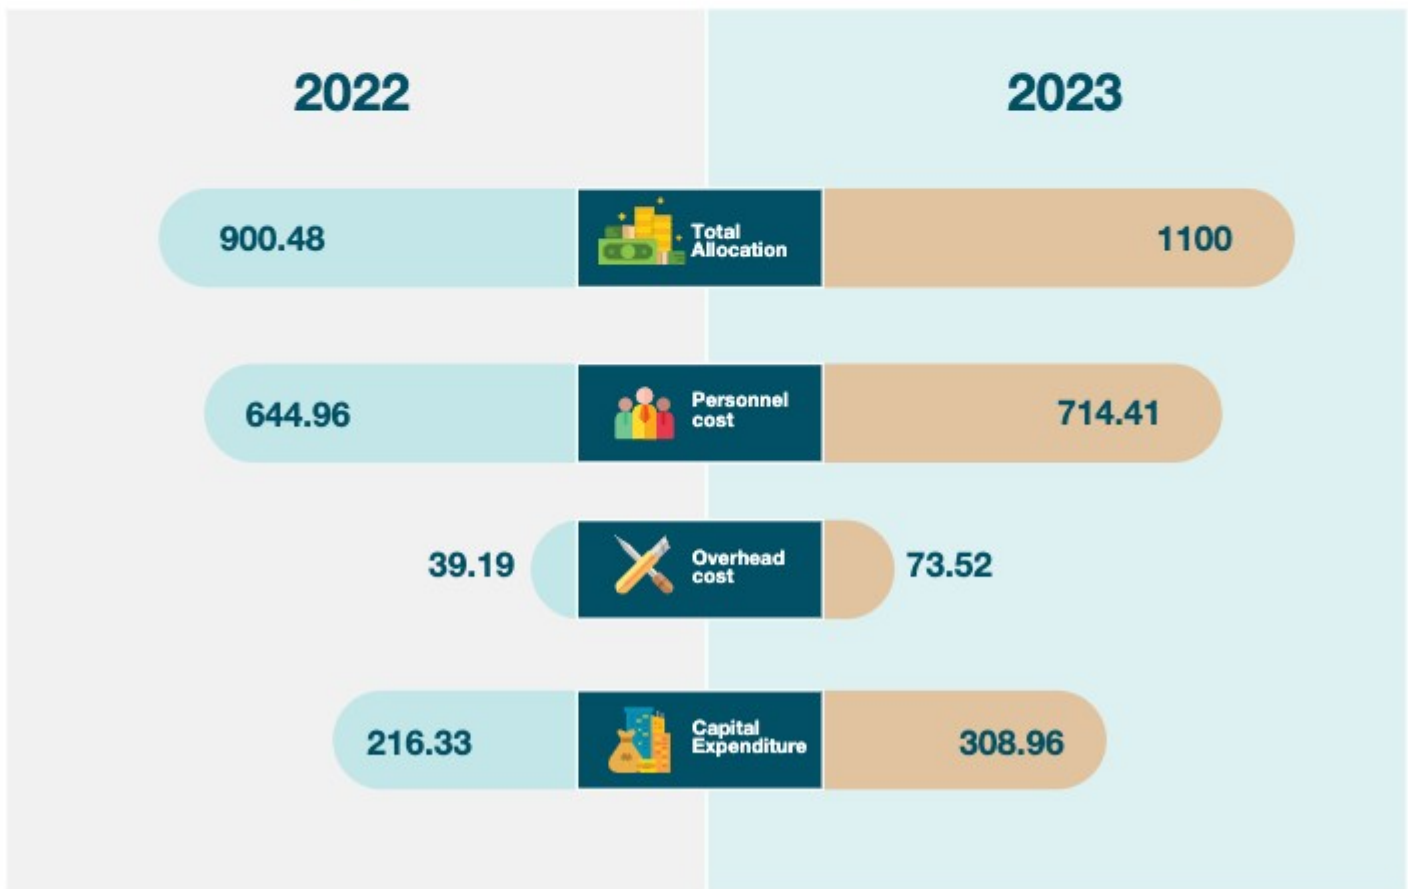 2022
2023
900.48
Total
Allocation
1100
644.96
Personnel
cost
714.41
39.19
Overhead
cost
73.52
216.33
Capital
Expenditure
308.96